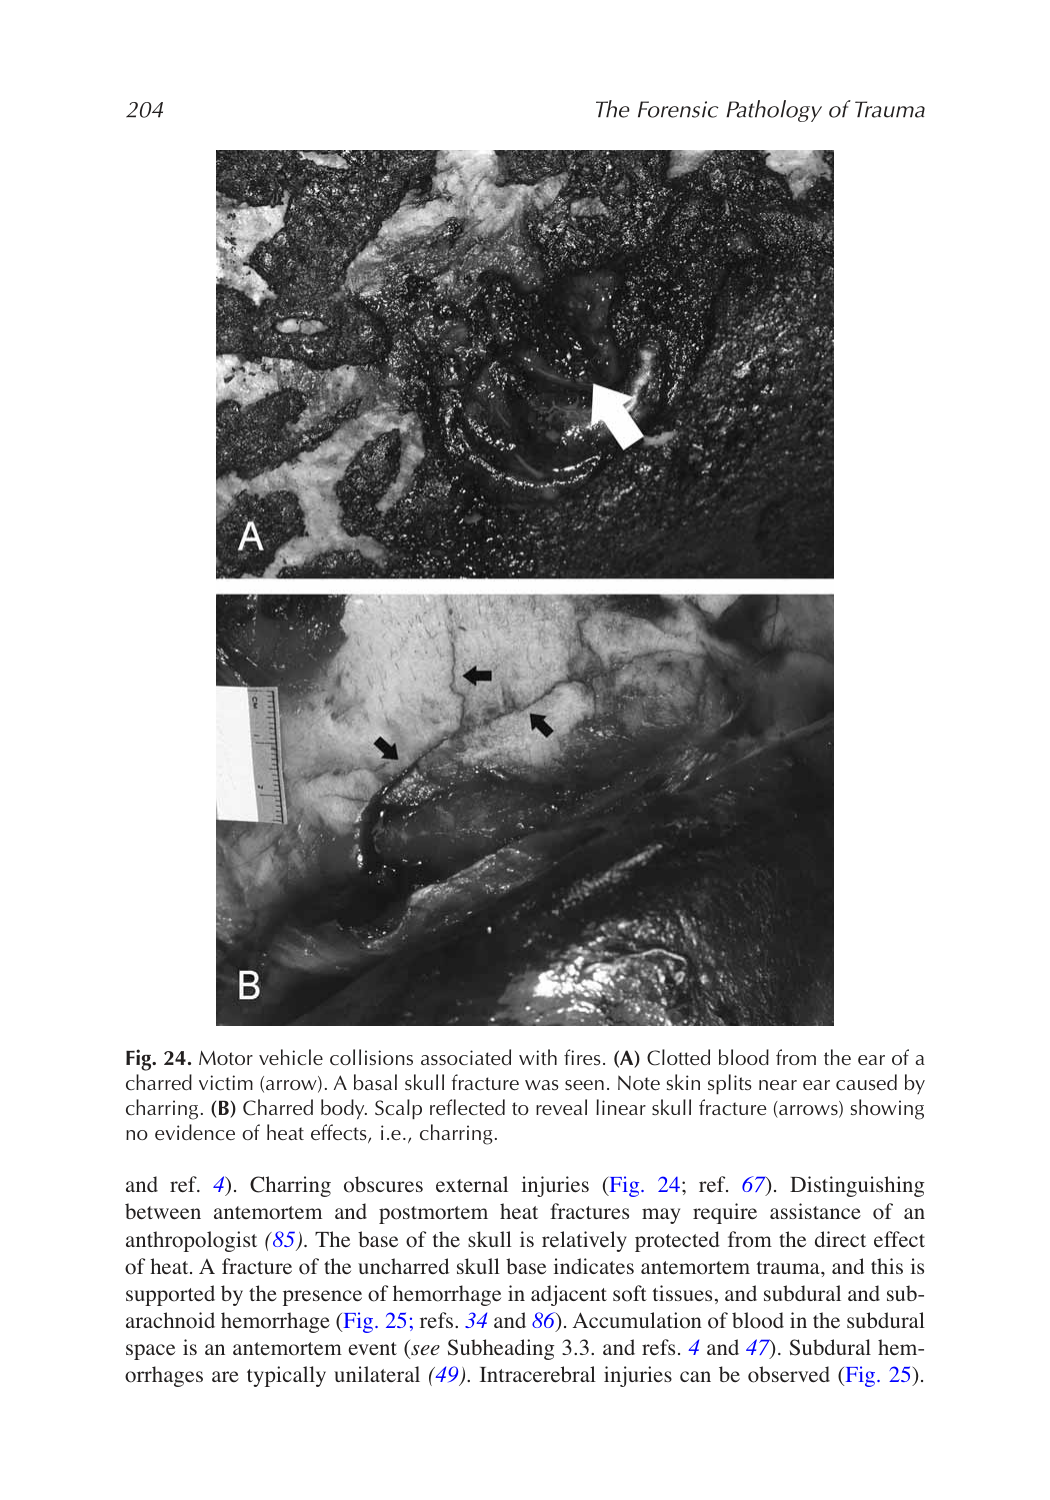 204
The Forensic Pathology of Trauma
A
B
Fig. 24. Motor vehicle collisions associated with fires. (A) Clotted blood from the ear of a
charred victim (arrow). A basal skull fracture was seen. Note skin splits near ear caused by
charring. (B) Charred body. Scalp reflected to reveal linear skull fracture (arrows) showing
no evidence of heat effects, i.e., charring.
and ref. 4). Charring obscures external injuries (Fig. 24; ref. 67). Distinguishing
between antemortem and postmortem heat fractures may require assistance of an
anthropologist (85). The base of the skull is relatively protected from the direct effect
of heat. A fracture of the uncharred skull base indicates antemortem trauma, and this is
supported by the presence of hemorrhage in adjacent soft tissues, and subdural and sub-
arachnoid hemorrhage (Fig. 25; refs. 34 and 86). Accumulation of blood in the subdural
space is an antemortem event (see Subheading 3.3. and refs. 4 and 47). Subdural hem-
orrhages are typically unilateral (49). Intracerebral injuries can be observed (Fig. 25).